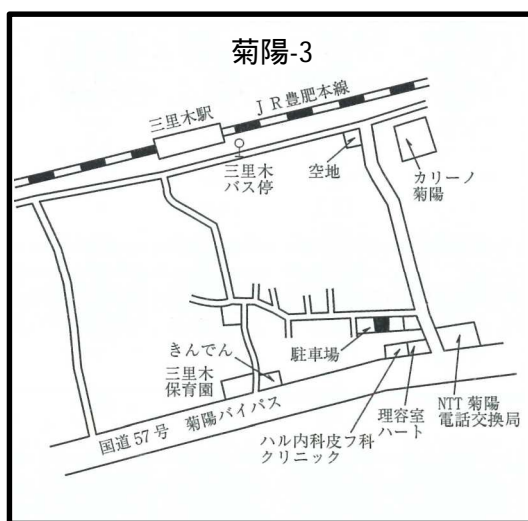 菊陽-3
JR豊肥本線
三里木駅
三里木
バス停
空地
カリーノ
菊陽
きんでん
三里木
保育園
駐車場
国道57号 菊陽バイパス
ハル内科皮フ科
クリニック
理容室
ハート
NTT菊陽
電話交換局